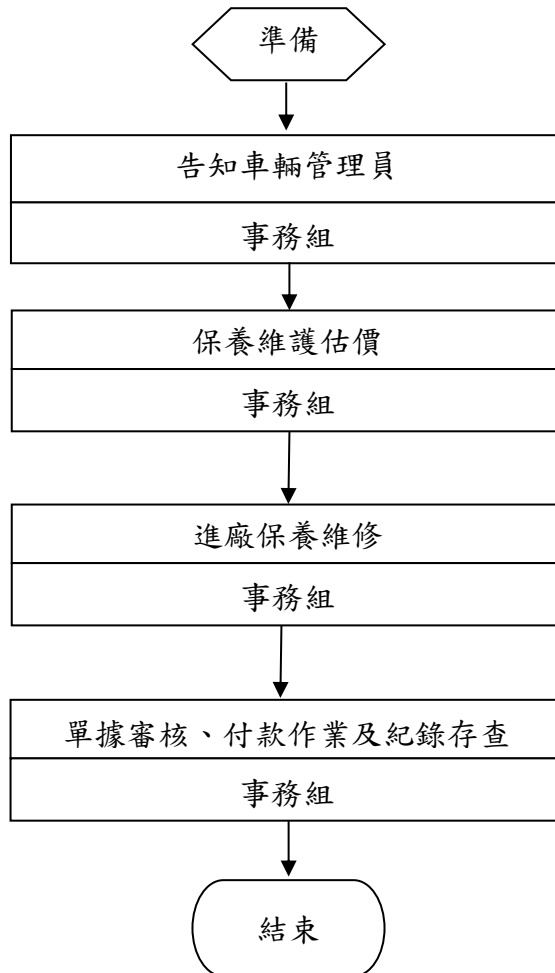 準備
告知車輛管理員
事務組
保養維護估價
事務組
進廠保養維修
事務組
單據審核、付款作業及紀錄存查
事務組
結束